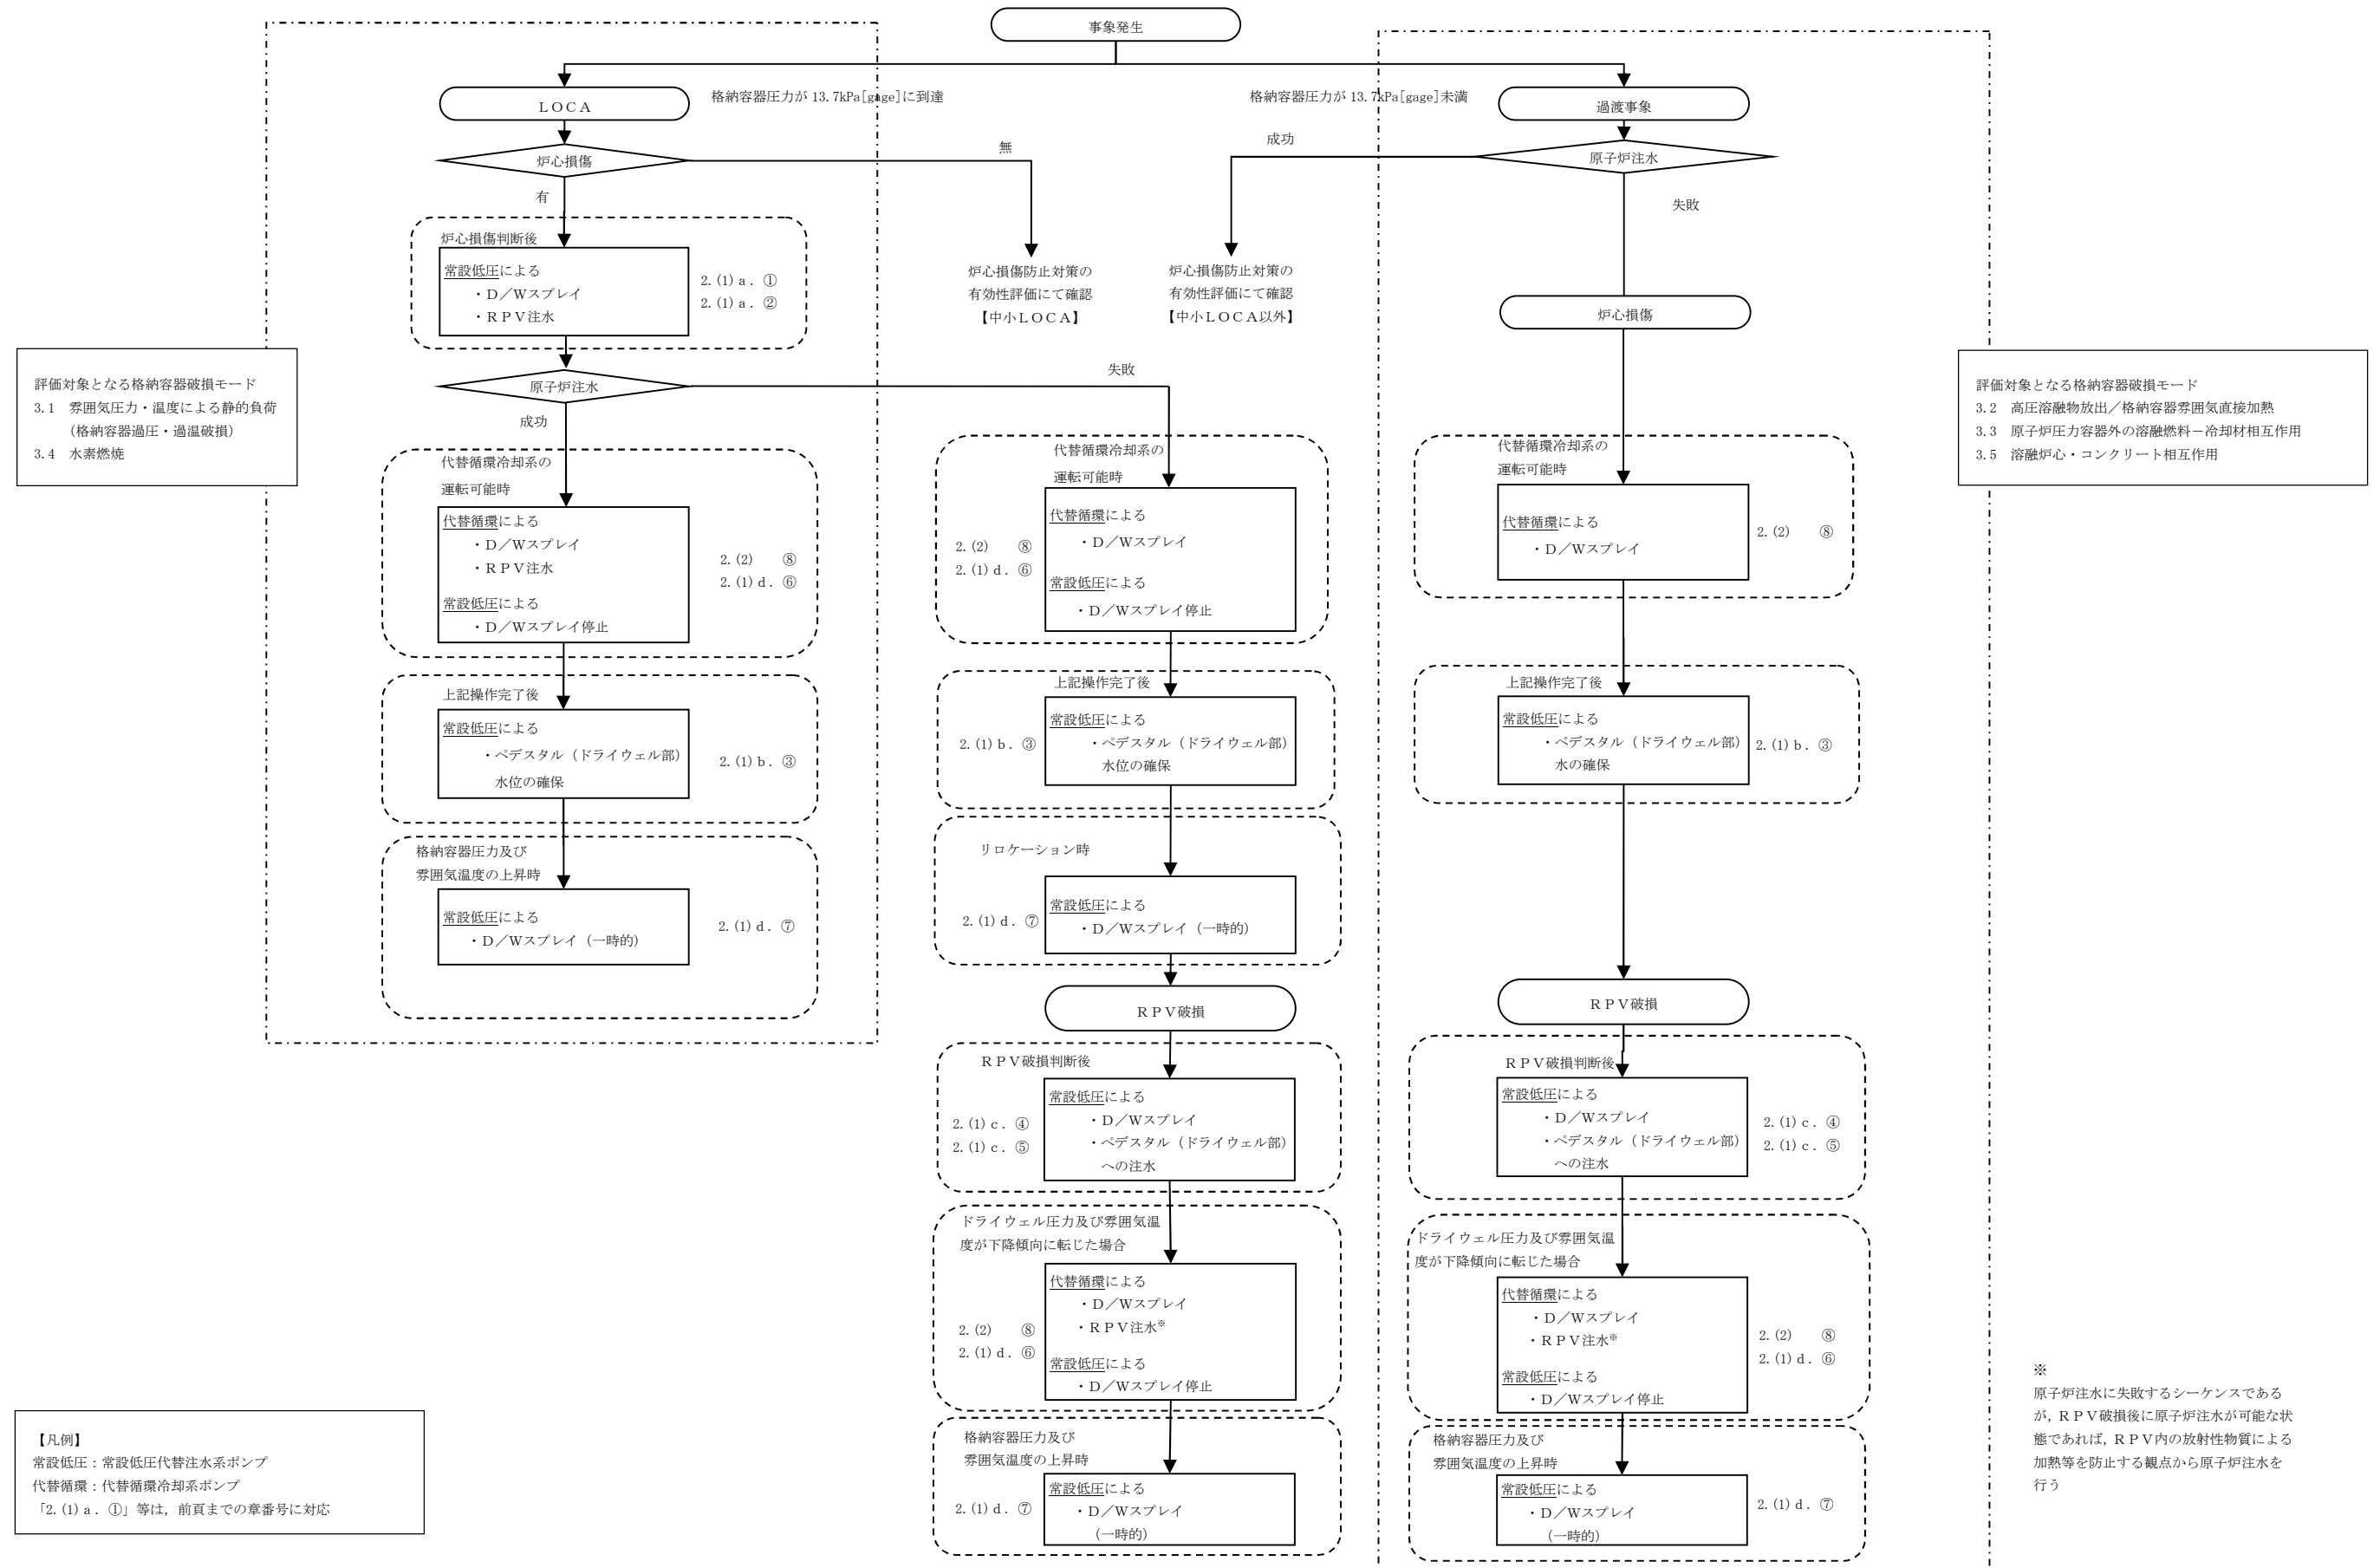 事象発生
LOCA
格納容器圧力が 13.7kPa[gage]に到達
格納容器圧力が 13.7kPa[gage]未満
過渡事象
炉心損傷
無
有
成功
原子炉注水
失敗
炉心損傷判断後
常設低圧による
・D/Wスプレイ
・RPV注水
2.(1)a. ①
2.(1)a. ②
炉心損傷防止対策の
有効性評価にて確認
【中小LOCA】
炉心損傷防止対策の
有効性評価にて確認
【中小LOCA以外】
炉心損傷
評価対象となる格納容器破損モード
3.1 雰囲気圧力・温度による静的負荷
(格納容器過圧・過温破損)
3.4 水素燃焼
原子炉注水
失敗
成功
評価対象となる格納容器破損モード
3.2 高圧溶融物放出/格納容器雰囲気直接加熱
3.3 原子炉圧力容器外の溶融燃料-冷却材相互作用
3.5 溶融炉心・コンクリート相互作用
代替循環冷却系の
運転可能時
代替循環による
・D/Wスプレイ
・RPV注水
常設低圧による
・D/Wスプレイ停止
2.(2) ⑧
2.(1)d. ⑥
上記操作完了後
常設低圧による
・ペデスタル(ドライウェル部)
水位の確保
2.(1)b. ③
格納容器圧力及び
雰囲気温度の上昇時
常設低圧による
・D/Wスプレイ(一時的)
2.(1)d. ⑦
代替循環冷却系の
運転可能時
代替循環による
・D/Wスプレイ
常設低圧による
・D/Wスプレイ停止
2.(2) ⑧
2.(1)d. ⑥
上記操作完了後
常設低圧による
・ペデスタル(ドライウェル部)
水位の確保
2.(1)b. ③
リロケーション時
常設低圧による
・D/Wスプレイ(一時的)
2.(1)d. ⑦
RPV破損
RPV破損判断後
常設低圧による
・D/Wスプレイ
・ペデスタル(ドライウェル部)
への注水
2.(1)c. ④
2.(1)c. ⑤
ドライウェル圧力及び雰囲気温
度が下降傾向に転じた場合
代替循環による
・D/Wスプレイ
・RPV注水※
常設低圧による
・D/Wスプレイ停止
2.(2) ⑧
2.(1)d. ⑥
格納容器圧力及び
雰囲気温度の上昇時
常設低圧による
・D/Wスプレイ
(一時的)
2.(1)d. ⑦
代替循環冷却系の
運転可能時
代替循環による
・D/Wスプレイ
2.(2) ⑧
上記操作完了後
常設低圧による
・ペデスタル(ドライウェル部)
水の確保
2.(1)b. ③
RPV破損
RPV破損判断後
常設低圧による
・D/Wスプレイ
・ペデスタル(ドライウェル部)
への注水
2.(1)c. ④
2.(1)c. ⑤
ドライウェル圧力及び雰囲気温
度が下降傾向に転じた場合
代替循環による
・D/Wスプレイ
・RPV注水※
常設低圧による
・D/Wスプレイ停止
2.(2) ⑧
2.(1)d. ⑥
格納容器圧力及び
雰囲気温度の上昇時
常設低圧による
・D/Wスプレイ
(一時的)
2.(1)d. ⑦
【凡例】
常設低圧:常設低圧代替注水系ポンプ
代替循環:代替循環冷却系ポンプ
「2.(1)a. ①」等は,前頁までの章番号に対応
※
原子炉注水に失敗するシーケンスである
が,RPV破損後に原子炉注水が可能な状
態であれば,RPV内の放射性物質による
加熱等を防止する観点から原子炉注水を
行う